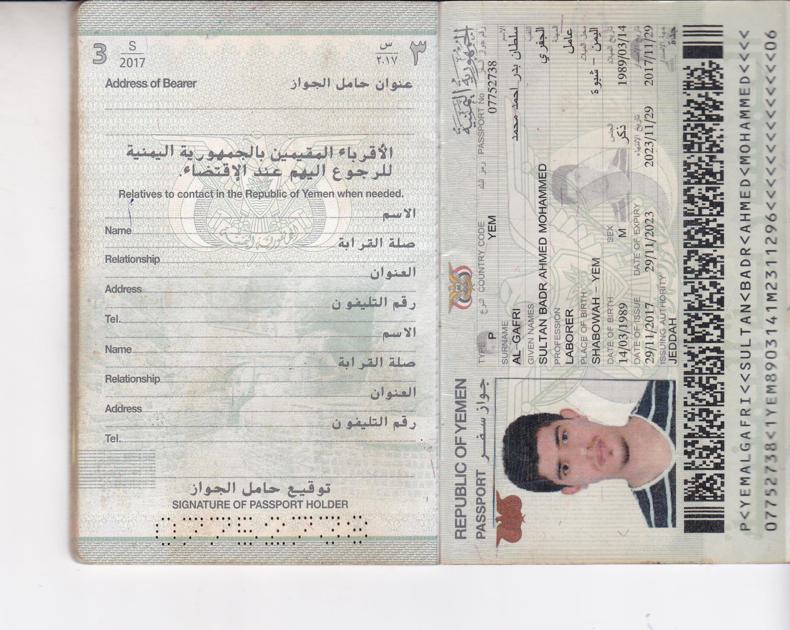 3
S
2017
Address of Bearer
عنوان حامل الجواز
س
٢٠١٧
٣
الأقرباء المقيمين بالجمهورية اليمنية
للرجوع اليهم عند الإقتضاء.
Relatives to contact in the Republic of Yemen when needed.
Name الاسم
Relationship صلة القرابة
Address العنوان
Tel. رقم التليفون
Name الاسم
Relationship صلة القرابة
Address العنوان
Tel. رقم التليفون
توقيع حامل الجواز
SIGNATURE OF PASSPORT HOLDER
REPUBLIC OF YEMEN
الجمهورية اليمنية
PASSPORT جواز سفر
TYPE النوع COUNTRY CODE رمز البلد PASSPORT No رقم جواز السفر
P YEM 07752738
SURNAME الاسم
AL-GAFRI سلطان بدر احمد محمد
GIVEN NAMES اللقب
SULTAN BADR AHMED MOHAMMED الجفري
PROFESSION المهنة
LABORER عامل
PLACE OF BIRTH محل الميلاد
SHABOWAH - YEM اليمن - شبوة
DATE OF BIRTH SEX الجنس تاريخ الميلاد
14/03/1989 M ذكر 1989/03/14
DATE OF ISSUE DATE OF EXPIRY تاريخ الانتهاء تاريخ الاصدار
29/11/2017 29/11/2023 2023/11/29 2017/11/29
ISSUING AUTHORITY جهة الاصدار
JEDDAH جدة
P<YEMALGAFRI<<SULTAN<BADR<AHMED<MOHAMMED<<<<
07752738<1YEM8903141M2311296<<<<<<<<<<<<<<06